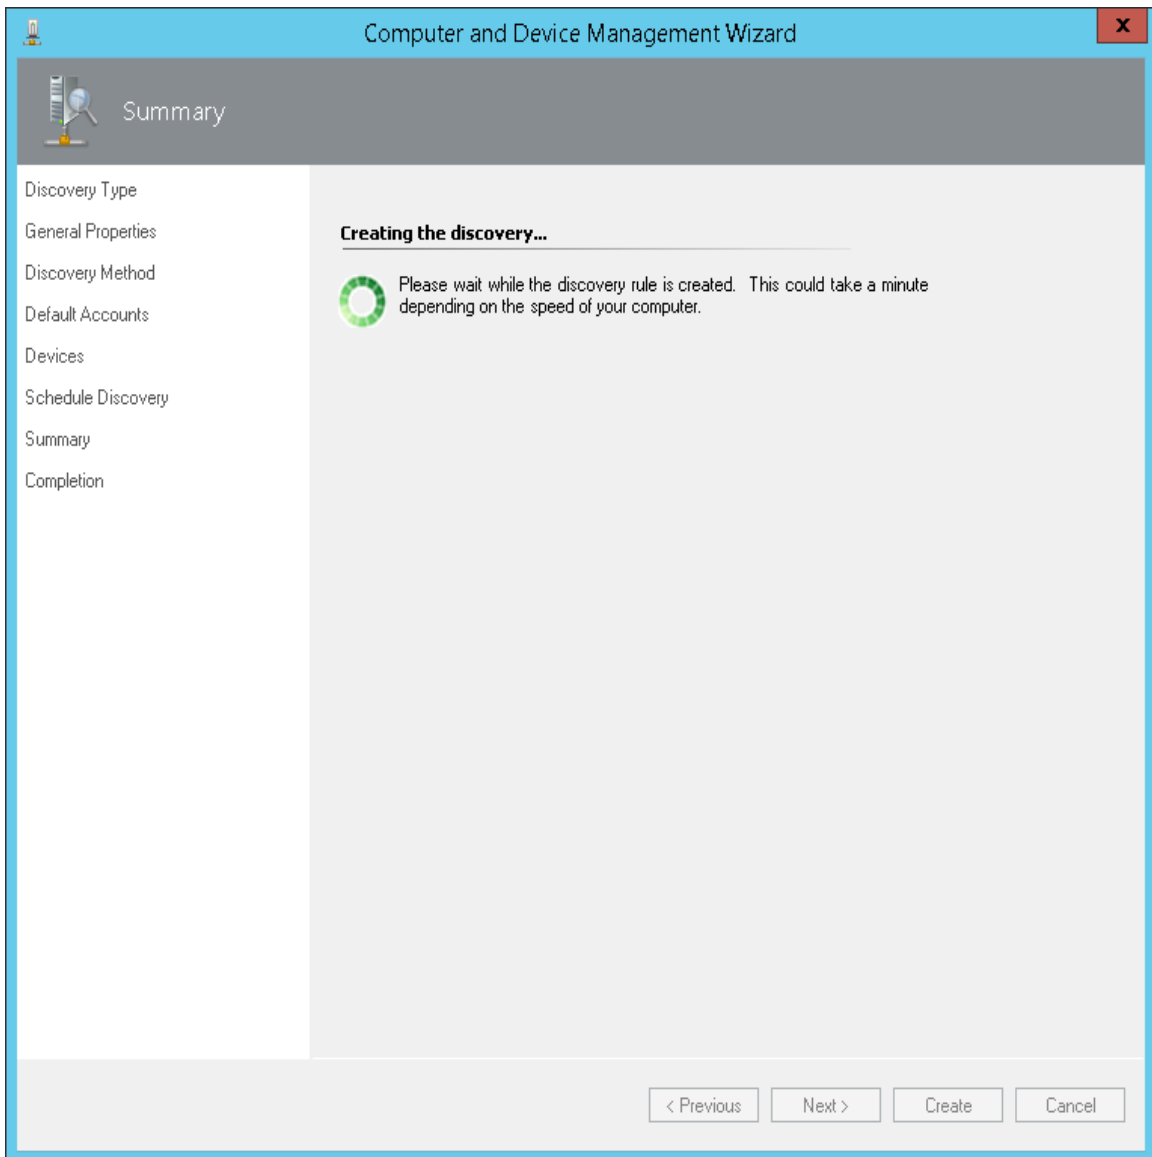 Computer and Device Management Wizard
X
Summary
Discovery Type
General Properties
Discovery Method
Default Accounts
Devices
Schedule Discovery
Summary
Completion
Creating the discovery...
Please wait while the discovery rule is created.  This could take a minute
depending on the speed of your computer.
< Previous
Next >
Create
Cancel